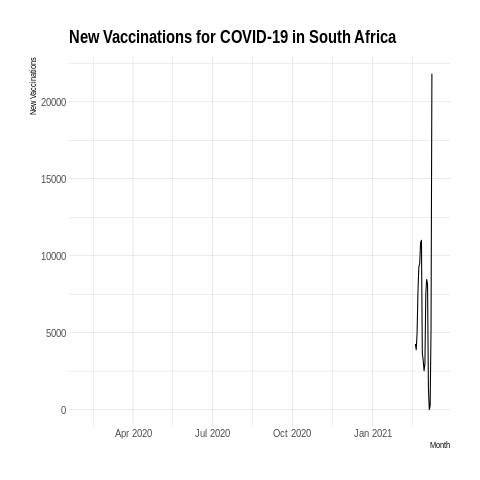 New Vaccinations for COVID-19 in South Africa
New Vaccinations
20000
15000
10000
5000
0
Apr 2020 Jul 2020 Oct 2020 Jan 2021
Month